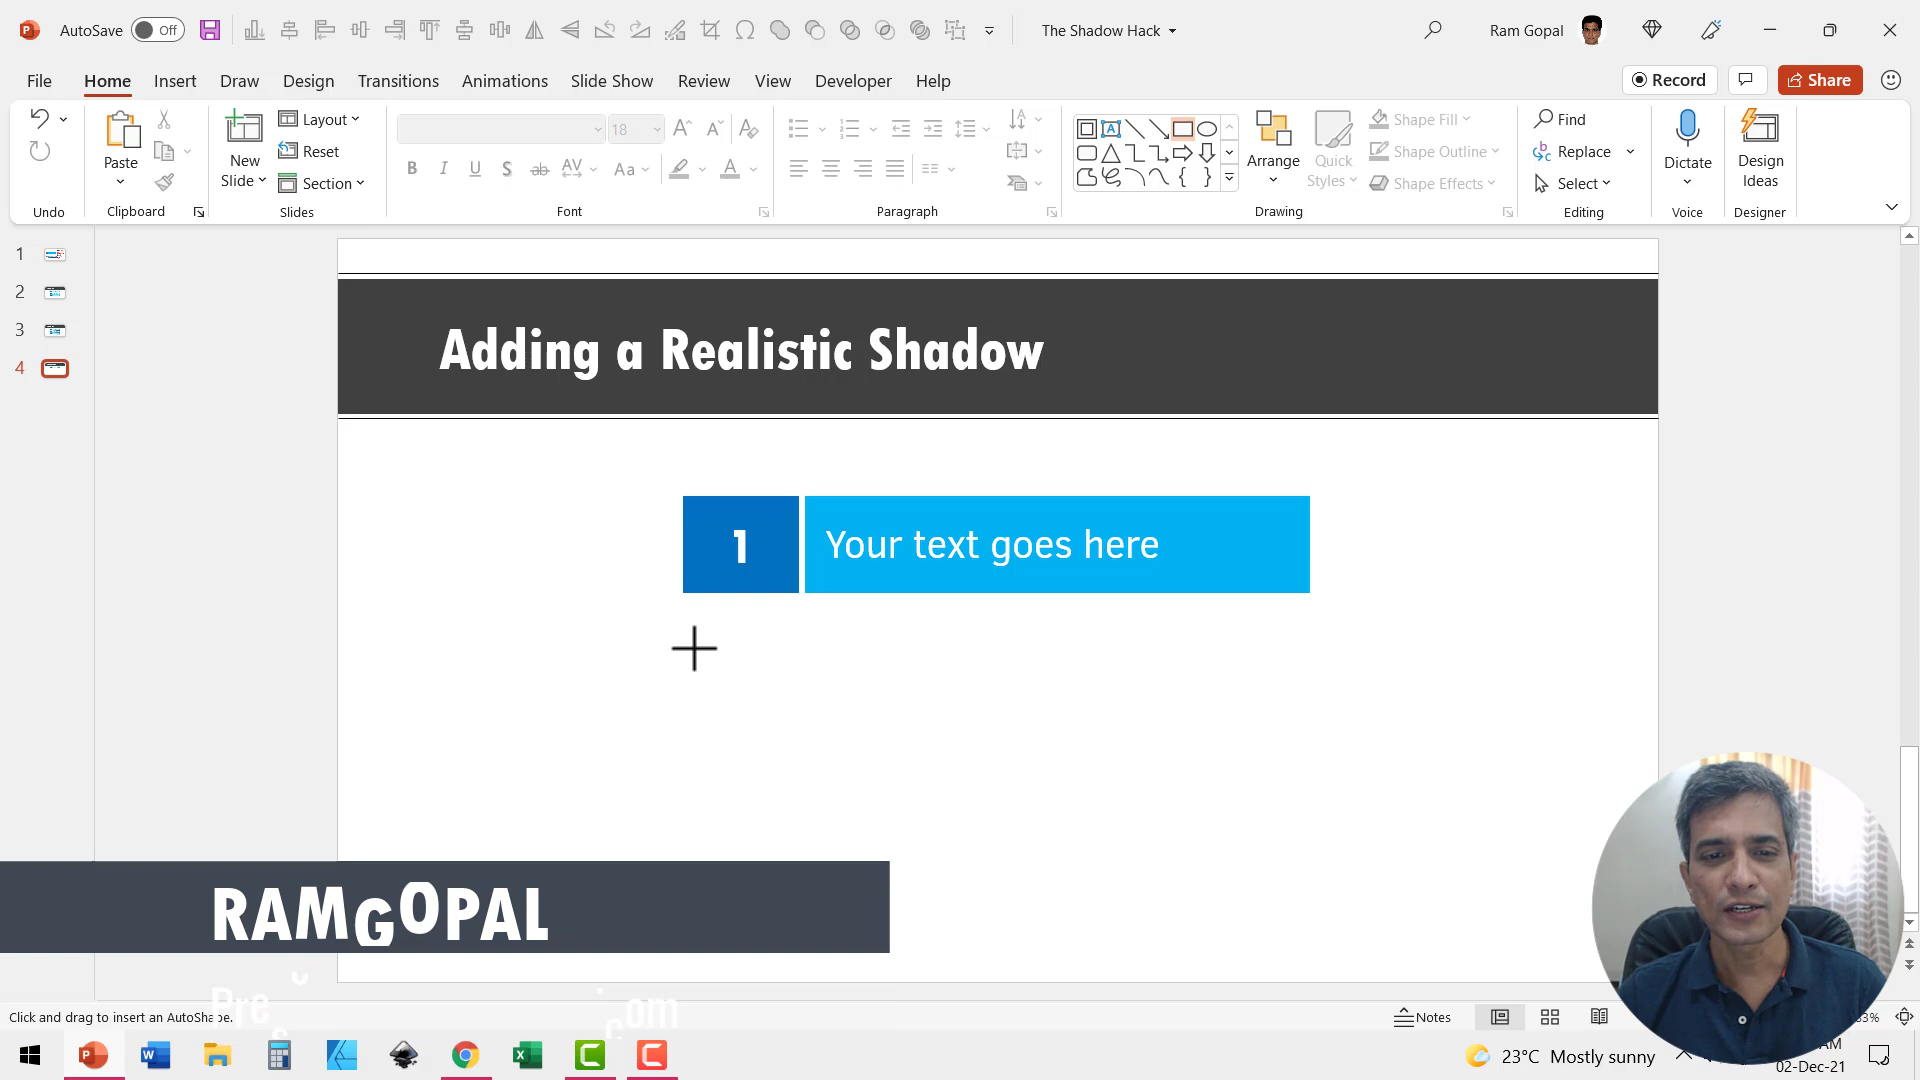 AutoSave Off The Shadow Hack Ram Gopal
File Home Insert Draw Design Transitions Animations Slide Show Review View Developer Help Record Share
Paste
New Slide
Layout
Reset
Section
18
B I U S ab AV Aa A
Arrange
Quick Styles
Shape Fill
Shape Outline
Shape Effects
Find
Replace
Select
Dictate
Design Ideas
Undo Clipboard Slides Font Paragraph Drawing Editing Voice Designer
1
2
3
4
Adding a Realistic Shadow
1 Your text goes here
RAMGOPAL
Click and drag to insert an AutoShape.
Notes
23°C Mostly sunny
02-Dec-21